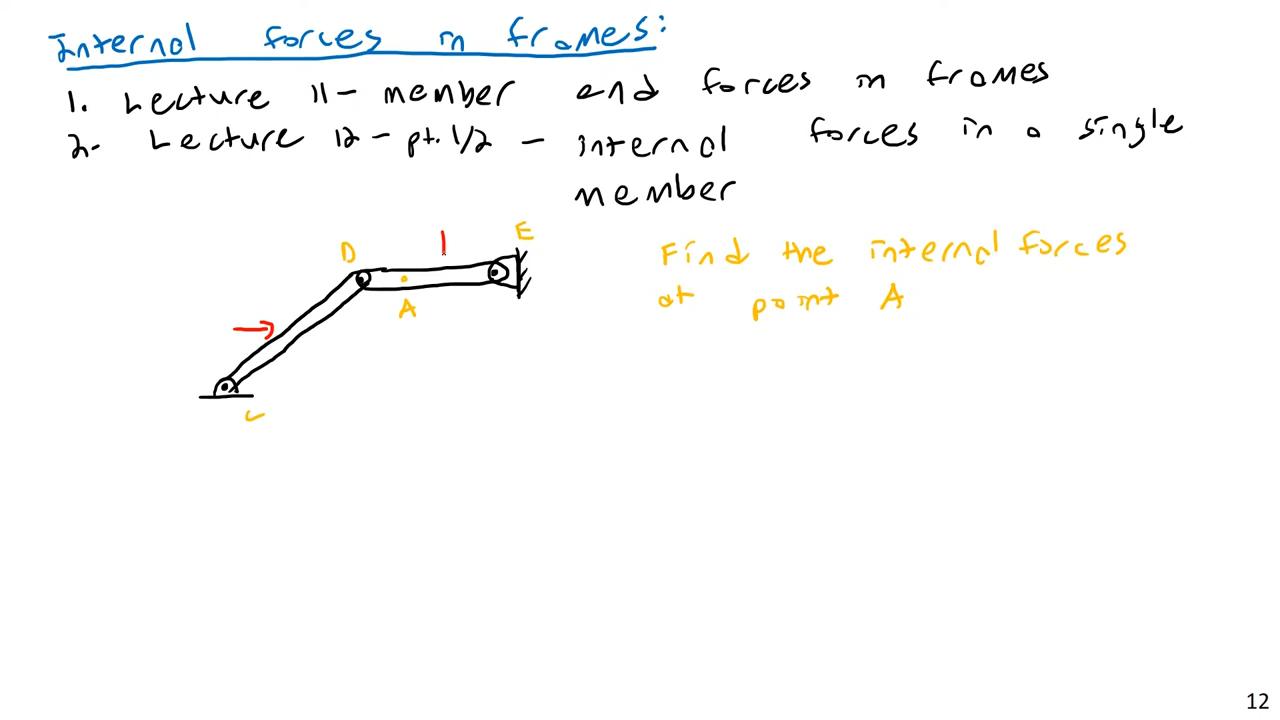 Internal forces in frames:
1. Lecture 11 - member end forces in frames
2. Lecture 12 - pt. 1/2 - internal forces in a single
member
E
D
Find the internal forces
at point A
A
C
12